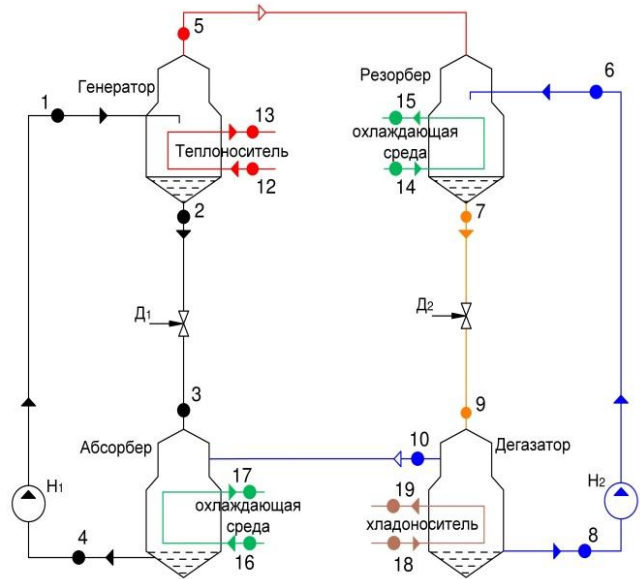 5
Генератор
Резорбер
6
1
13
15
Теплоноситель
охлаждающая
среда
12
14
2
7
Д1
Д2
3
9
Абсорбер
10
Дегазатор
17
19
H1
охлаждающая
среда
хладоноситель
H2
4
16
18
8